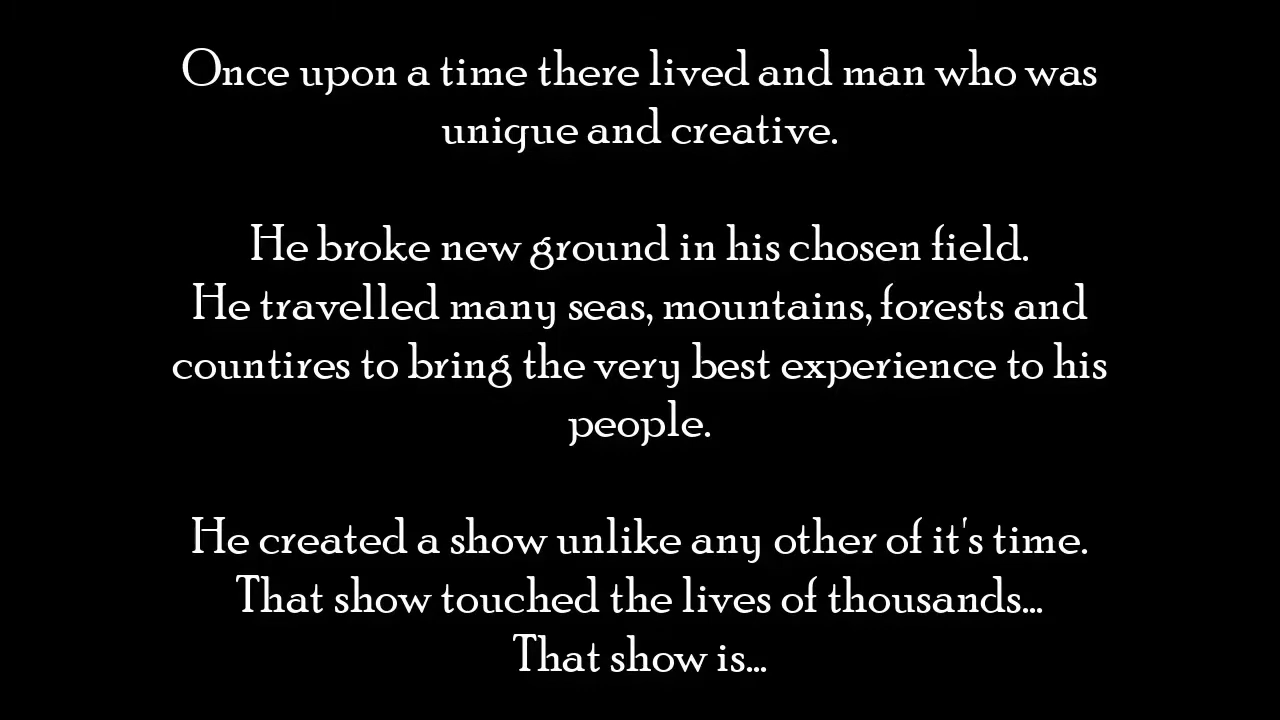 Once upon a time there lived and man who was
unique and creative.
He broke new ground in his chosen field.
He travelled many seas, mountains, forests and
countires to bring the very best experience to his
people.
He created a show unlike any other of it's time.
That show touched the lives of thousands...
That show is...